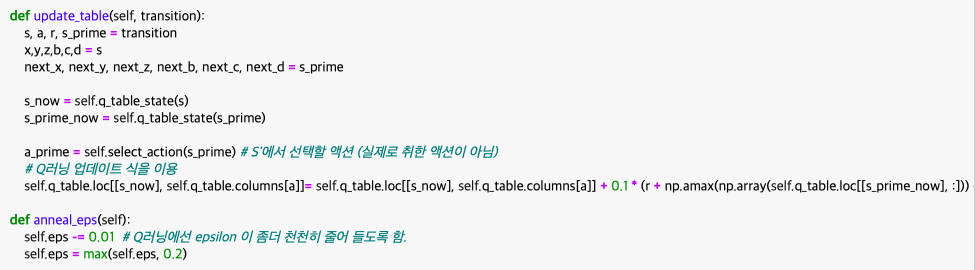 def update_table(self, transition):
    s, a, r, s_prime = transition
    x,y,z,b,c,d = s
    next_x, next_y, next_z, next_b, next_c, next_d = s_prime
    s_now = self.q_table_state(s)
    s_prime_now = self.q_table_state(s_prime)
    a_prime = self.select_action(s_prime) # S'에서 선택할 액션 (실제로 취한 액션이 아님)
    # Q러닝 업데이트 식을 이용
    self.q_table.loc[[s_now], self.q_table.columns[a]]= self.q_table.loc[[s_now], self.q_table.columns[a]] + 0.1 * (r + np.amax(np.array(self.q_table.loc[[s_prime_now], :]))
def anneal_eps(self):
    self.eps -= 0.01  # Q러닝에선 epsilon 이 좀더 천천히 줄어 들도록 함.
    self.eps = max(self.eps, 0.2)